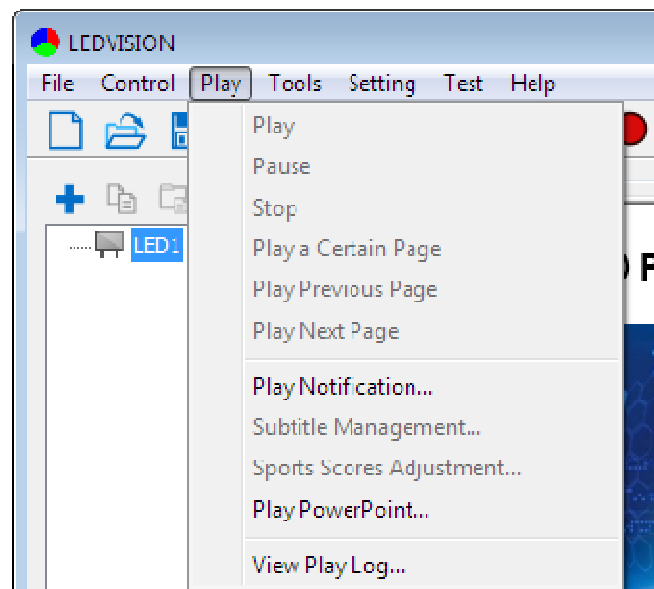 LEDVISION
File Control Play Tools Setting Test Help
Play
Pause
Stop
LED1
Play a Certain Page
Play Previous Page
Play Next Page
Play Notification...
Subtitle Management...
Sports Scores Adjustment...
Play PowerPoint...
View Play Log...